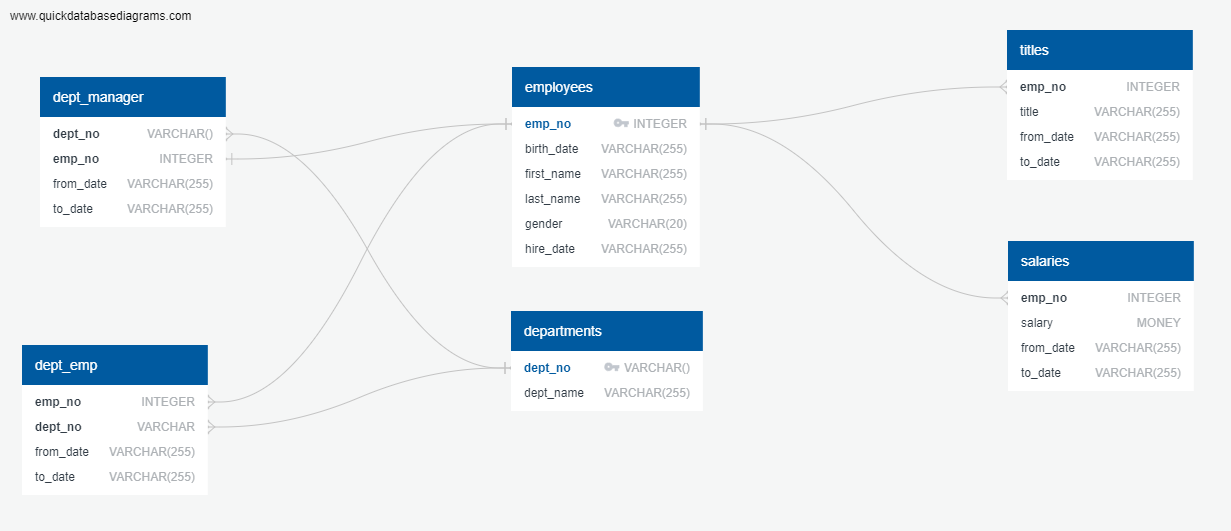 www.quickdatabasediagrams.com
dept_manager
dept_no VARCHAR()
emp_no INTEGER
from_date VARCHAR(255)
to_date VARCHAR(255)
dept_emp
emp_no INTEGER
dept_no VARCHAR
from_date VARCHAR(255)
to_date VARCHAR(255)
employees
emp_no INTEGER
birth_date VARCHAR(255)
first_name VARCHAR(255)
last_name VARCHAR(255)
gender VARCHAR(20)
hire_date VARCHAR(255)
departments
dept_no VARCHAR()
dept_name VARCHAR(255)
titles
emp_no INTEGER
title VARCHAR(255)
from_date VARCHAR(255)
to_date VARCHAR(255)
salaries
emp_no INTEGER
salary MONEY
from_date VARCHAR(255)
to_date VARCHAR(255)